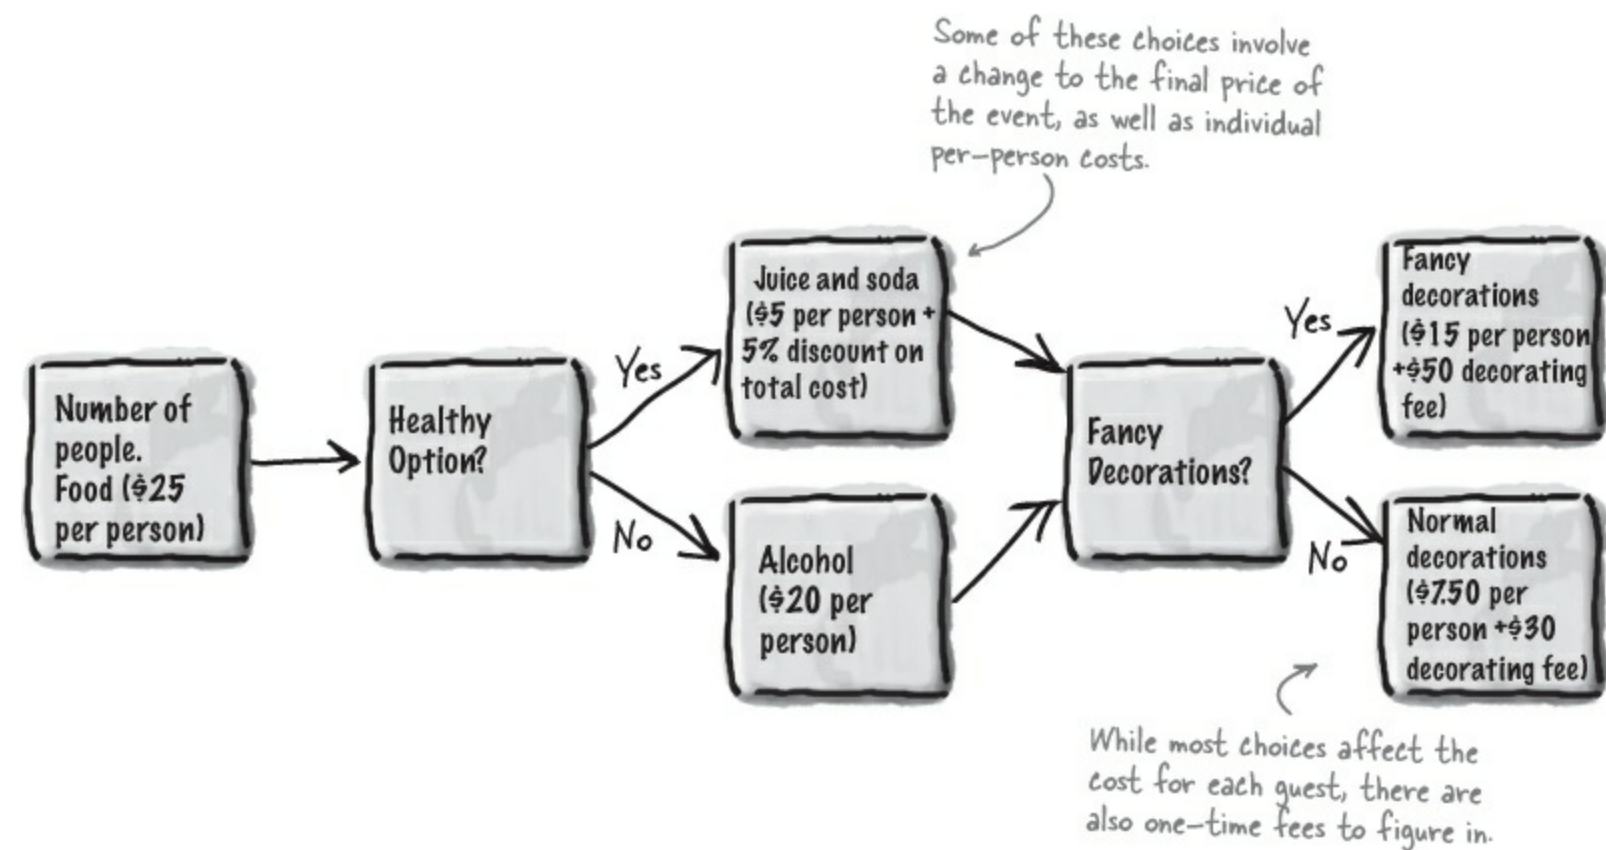 Some of these choices involve
a change to the final price of
the event, as well as individual
per-person costs.
Number of
people.
Food ($25
per person)
Healthy
Option?
Yes
No
Juice and soda
($5 per person +
5% discount on
total cost)
Alcohol
($20 per
person)
Fancy
Decorations?
Yes
No
Fancy
decorations
($15 per person
+$50 decorating
fee)
Normal
decorations
($7.50 per
person +$30
decorating fee)
While most choices affect the
cost for each guest, there are
also one-time fees to figure in.